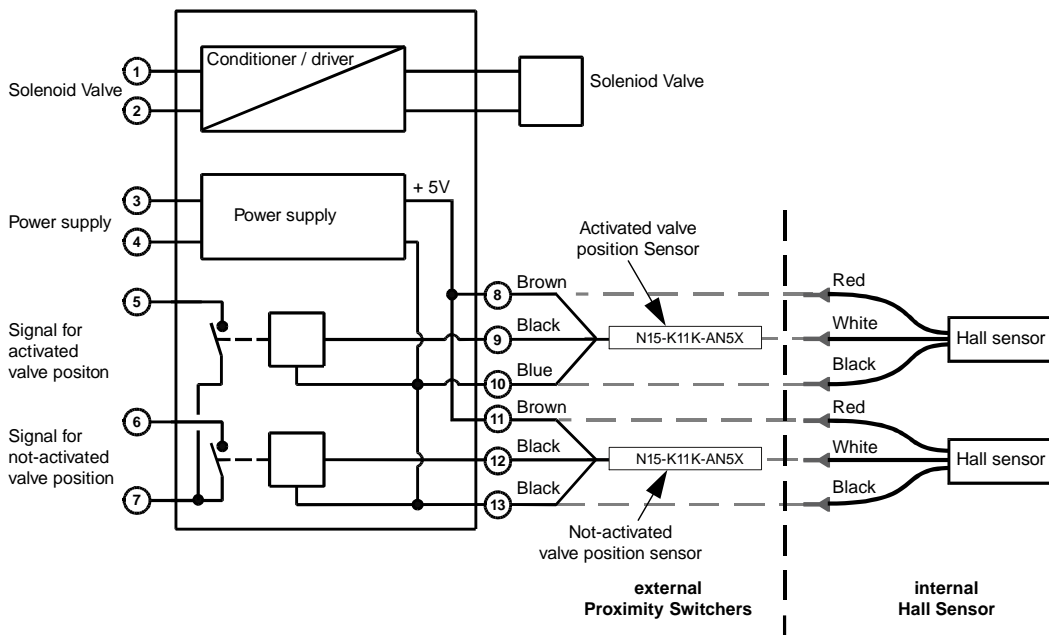 Conditioner / driver
1
Solenoid Valve
2
Soleniod Valve
3
+ 5V
Power supply
Power supply
4
Activated valve
position Sensor
5
8
Brown
Red
Signal for
activated
valve positon
9
Black
N15-K11K-AN5X
White
Hall sensor
10
Blue
Black
6
11
Brown
Red
Signal for
not-activated
valve position
12
Black
N15-K11K-AN5X
White
Hall sensor
7
13
Black
Black
Not-activated
valve position sensor
external
Proximity Switchers
internal
Hall Sensor